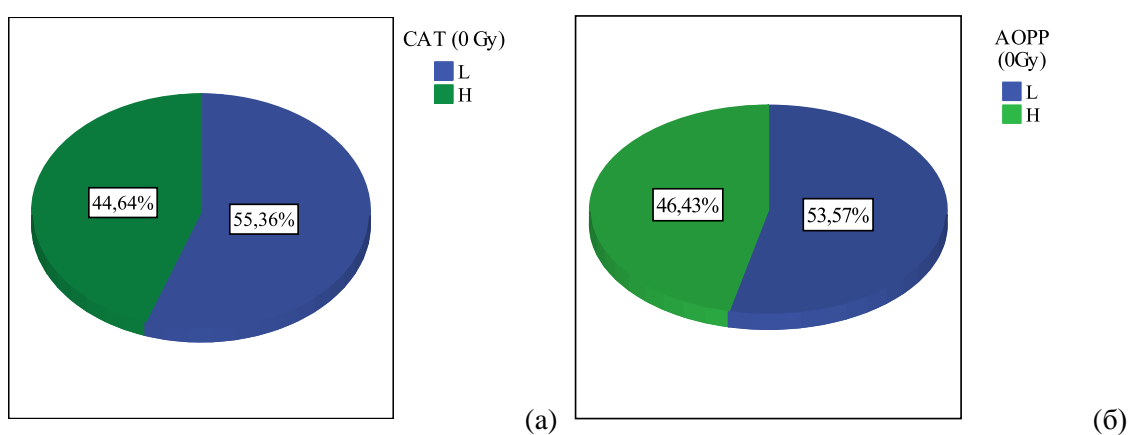 CAT (0 Gy)
L
H
44,64%
55,36%
(а)
AOPP
(0Gy)
L
H
46,43%
53,57%
(б)